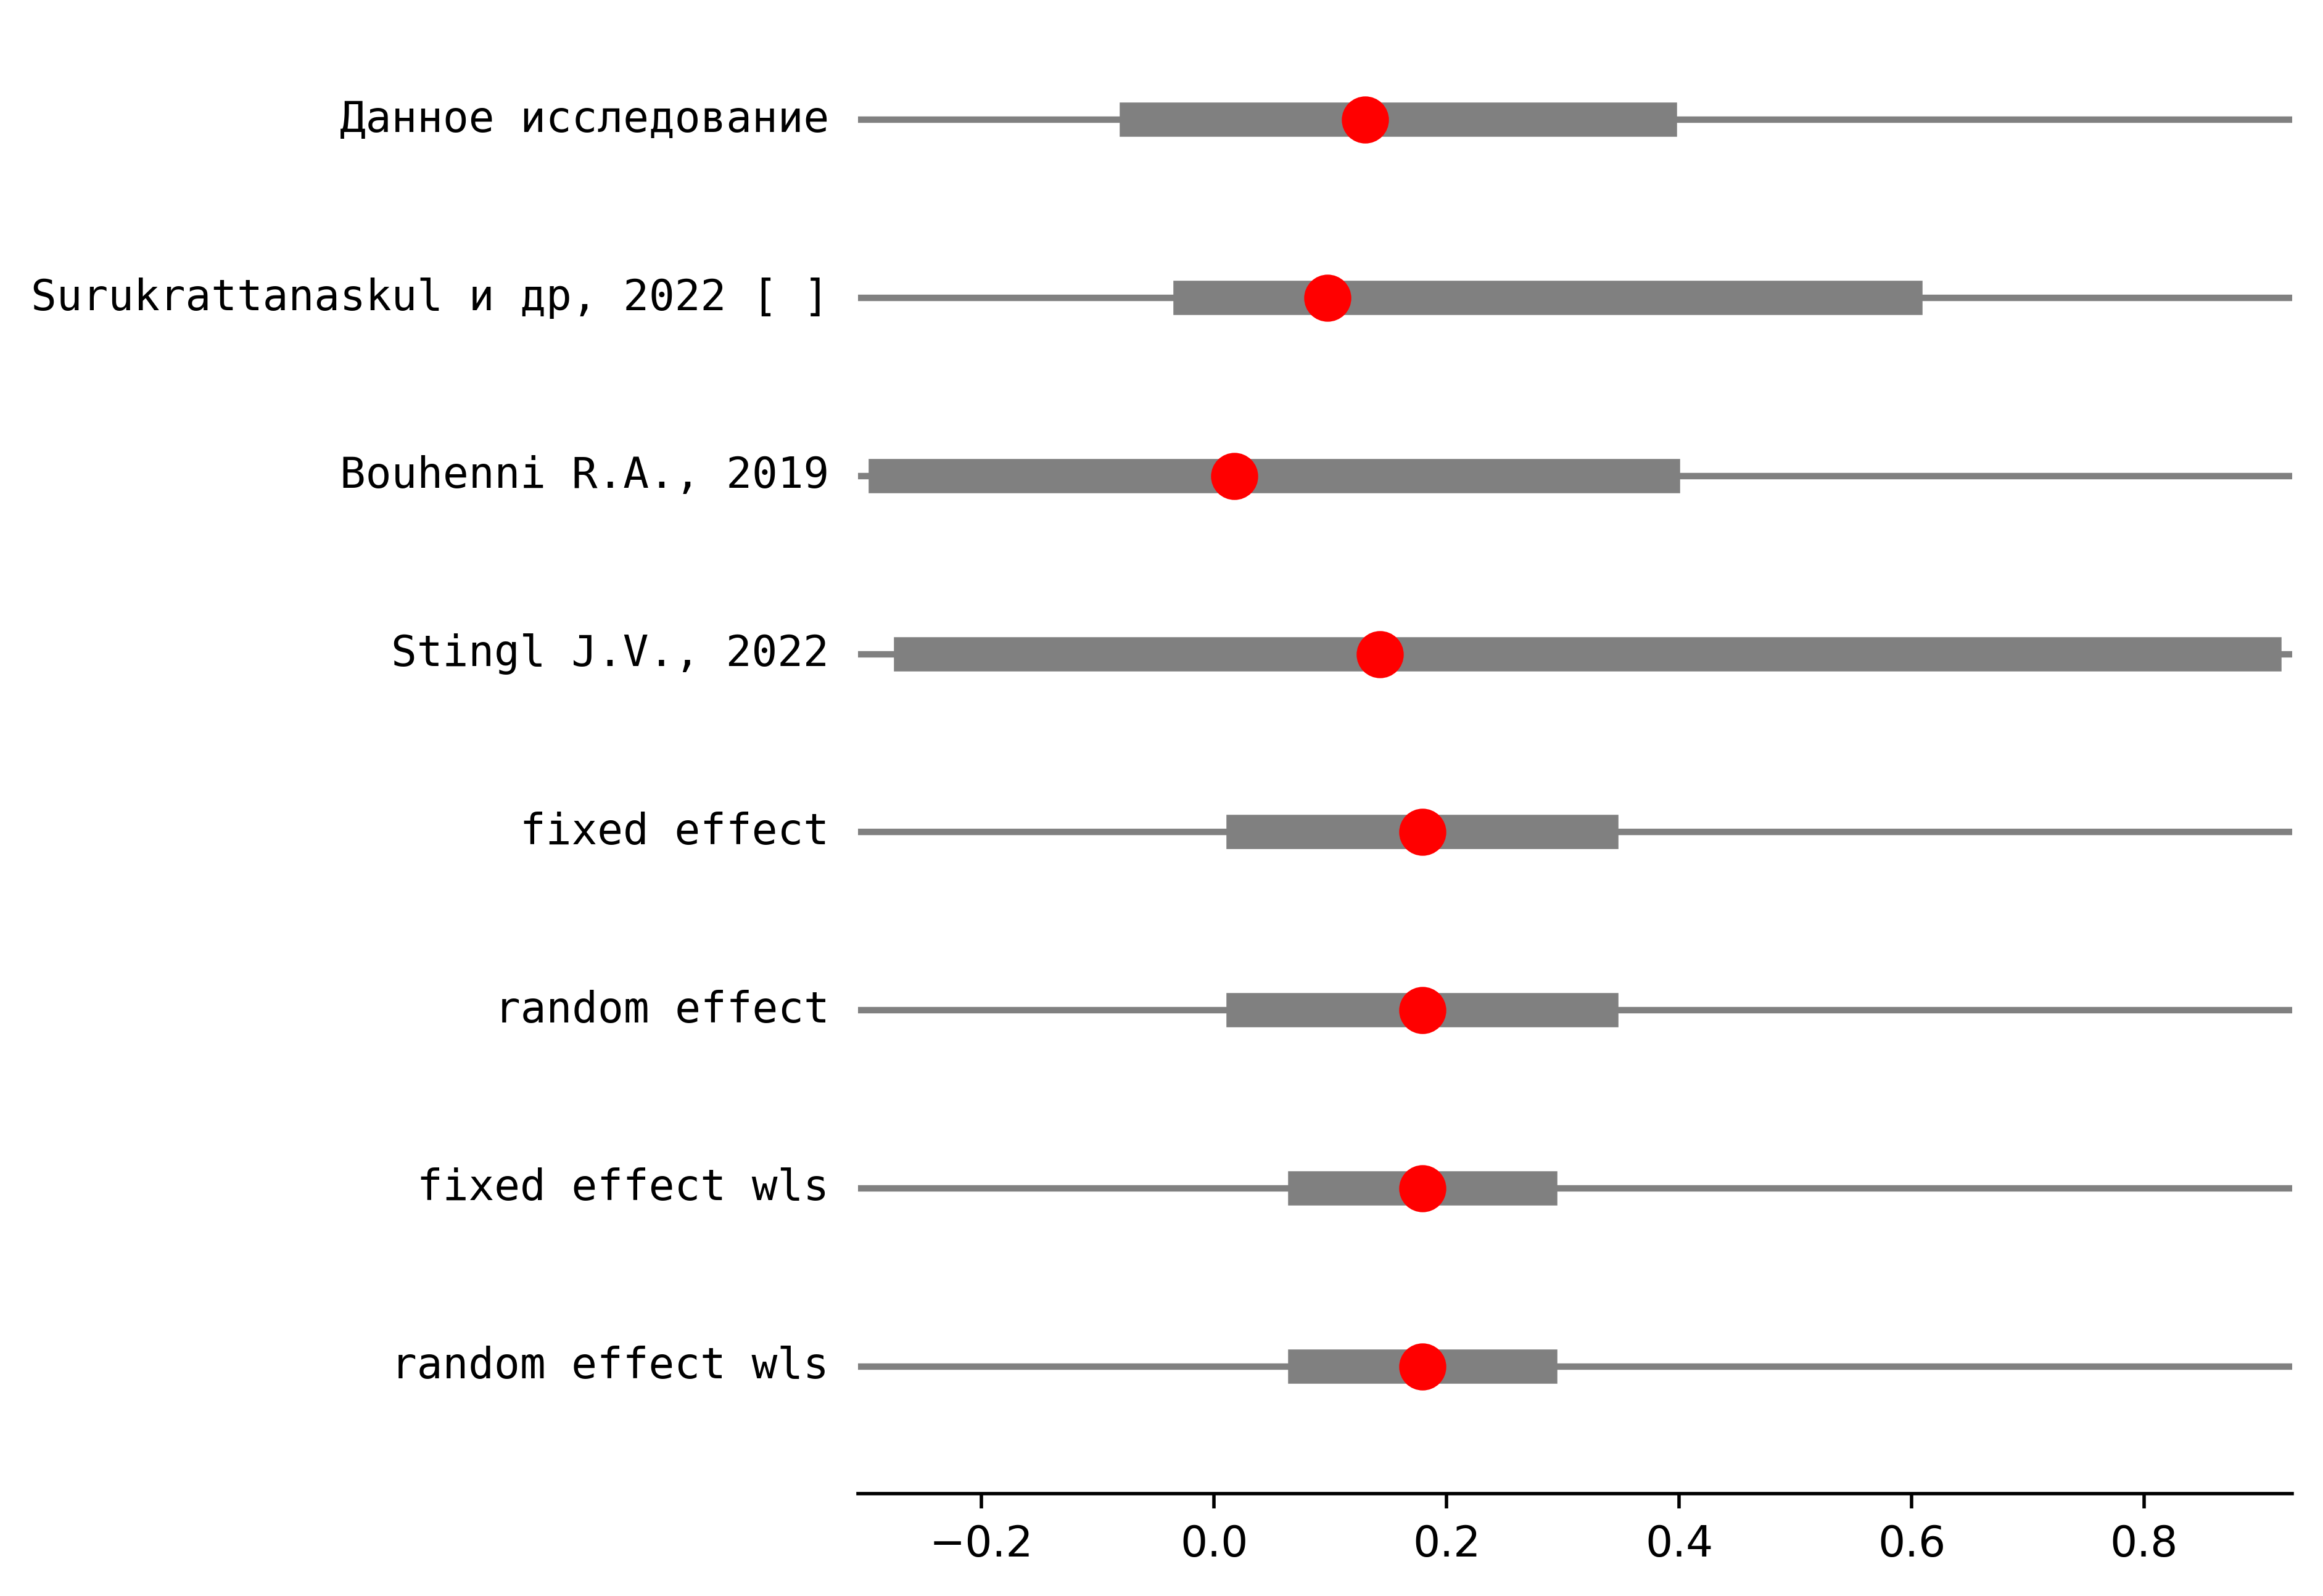 Данное исследование
Surukrattanaskul и др, 2022 [ ]
Bouhenni R.A., 2019
Stingl J.V., 2022
fixed effect
random effect
fixed effect wls
random effect wls
−0.2 0.0 0.2 0.4 0.6 0.8